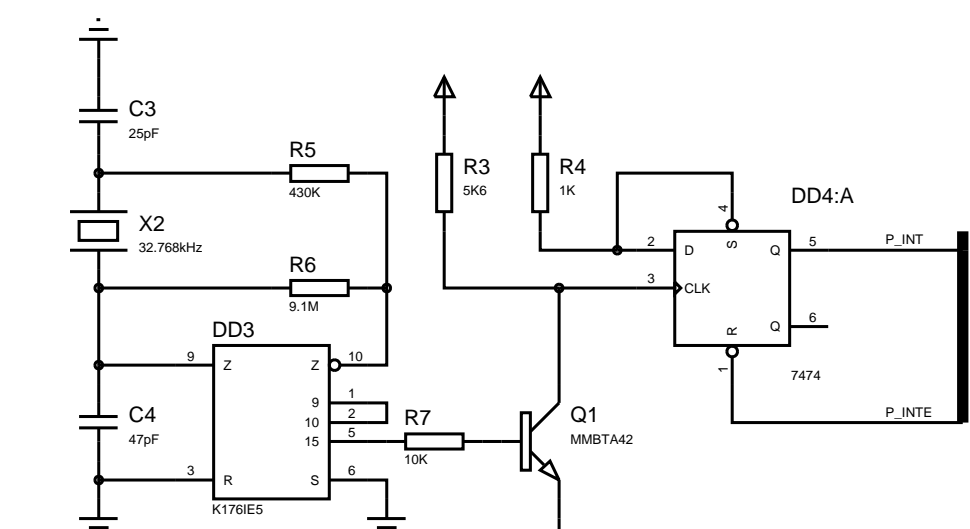 C3
25pF
R5
430K
R3
5K6
R4
1K
DD4:A
X2
32.768kHz
4
S
2
D
Q
5
P_INT
R6
9.1M
3
CLK
DD3
R
Q
6
9
Z
Z
10
1
7474
9
1
10
2
C4
47pF
15
5
R7
10K
Q1
MMBTA42
P_INTE
3
R
S
6
K176IE5